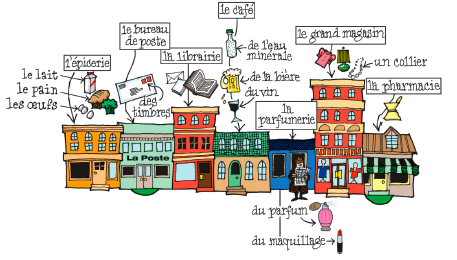 le café
le bureau
de poste
le grand magasin
l'épicerie
la librairie
de l'eau
minérale
un collier
le lait
le pain
les œufs
des
timbres
de la bière
du vin
la pharmacie
la
parfumerie
La Poste
du parfum
du maquillage